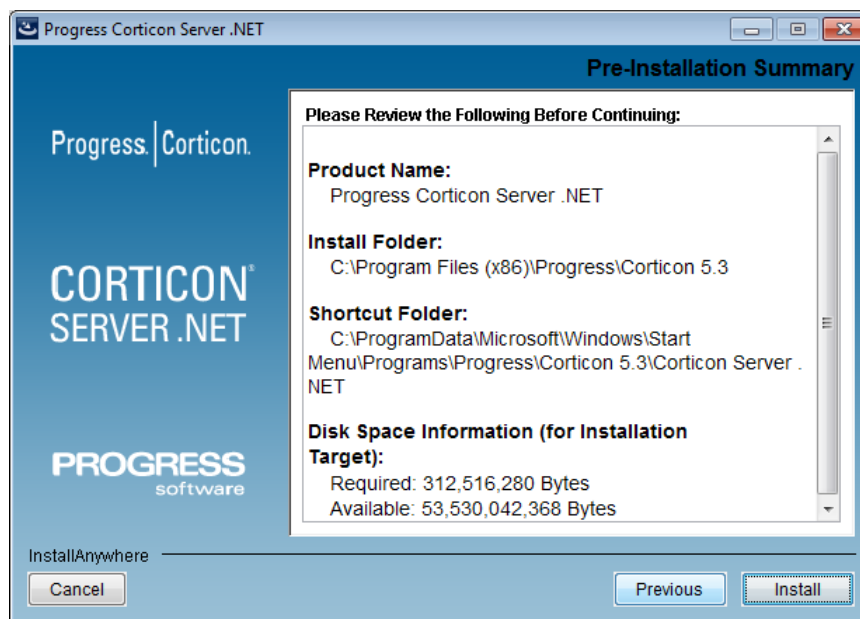 Progress Corticon Server .NET
Pre-Installation Summary
Progress. Corticon.
CORTICON®
SERVER .NET
PROGRESS
software
Please Review the Following Before Continuing:
Product Name:
Progress Corticon Server .NET
Install Folder:
C:\Program Files (x86)\Progress\Corticon 5.3
Shortcut Folder:
C:\ProgramData\Microsoft\Windows\Start
Menu\Programs\Progress\Corticon 5.3\Corticon Server .
NET
Disk Space Information (for Installation
Target):
Required: 312,516,280 Bytes
Available: 53,530,042,368 Bytes
InstallAnywhere
Cancel
Previous
Install